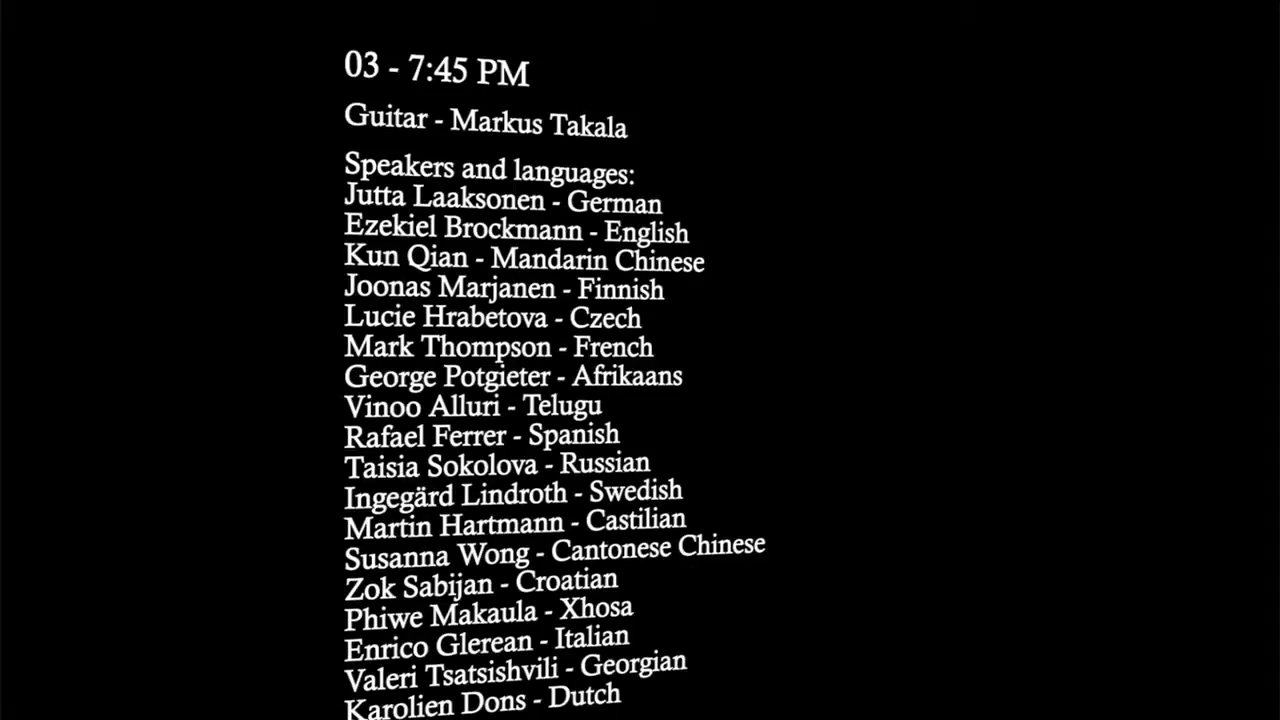 03 - 7:45 PM
Guitar - Markus Takala
Speakers and languages:
Jutta Laaksonen - German
Ezekiel Brockmann - English
Kun Qian - Mandarin Chinese
Joonas Marjanen - Finnish
Lucie Hrabetova - Czech
Mark Thompson - French
George Potgieter - Afrikaans
Vinoo Alluri - Telugu
Rafael Ferrer - Spanish
Taisia Sokolova - Russian
Ingegärd Lindroth - Swedish
Martin Hartmann - Castilian
Susanna Wong - Cantonese Chinese
Zok Sabijan - Croatian
Phiwe Makaula - Xhosa
Enrico Glerean - Italian
Valeri Tsatsishvili - Georgian
Karolien Dons - Dutch